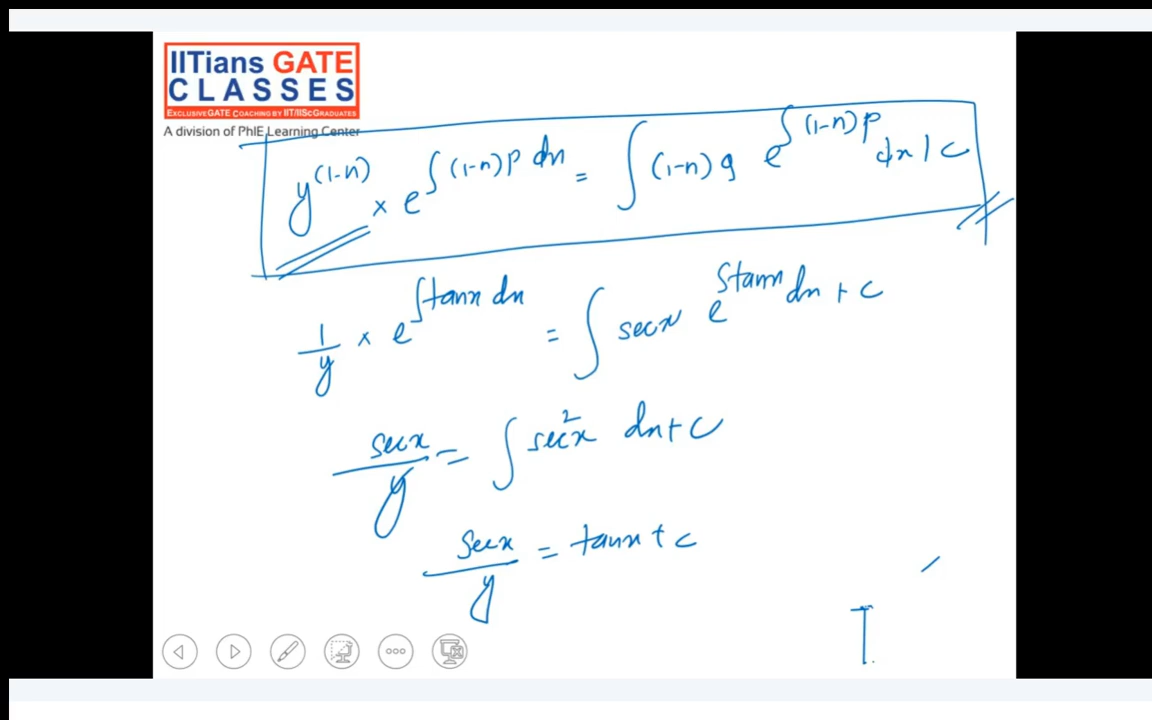 IITians GATE
CLASSES
EXCLUSIVE GATE COACHING BY IIT/IISc GRADUATES
A division of PhIE Learning Center
y^(1-n) × e^∫(1-n)p dx = ∫ (1-n) q e^∫(1-n)p dx + c
1/y × e^∫tanx dx = ∫ secx e^∫tanx dx + c
secx/y = ∫ sec²x dx + c
secx/y = tanx + c
I